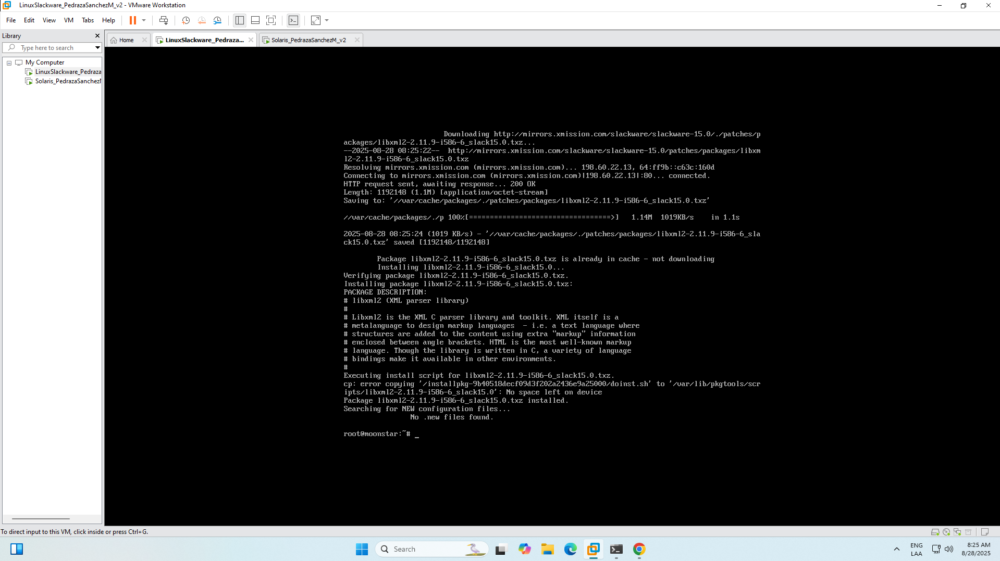 LinuxSlackware_PedrazaSanchezM_v2 - VMware Workstation
File Edit View VM Tabs Help
Library
Type here to search
My Computer
LinuxSlackware_Pedraza
Solaris_PedrazaSanchezM
Home
LinuxSlackware_Pedraza...
Solaris_PedrazaSanchezM_v2
Downloading http://mirrors.xmission.com/slackware/slackware-15.0/./patches/p
ackages/libxml2-2.11.9-i586-6_slack15.0.txz...
--2025-08-28 08:25:22--  http://mirrors.xmission.com/slackware/slackware-15.0/patches/packages/libxm
l2-2.11.9-i586-6_slack15.0.txz
Resolving mirrors.xmission.com (mirrors.xmission.com)... 198.60.22.13, 64:ff9b::c63c:160d
Connecting to mirrors.xmission.com (mirrors.xmission.com)|198.60.22.13|:80... connected.
HTTP request sent, awaiting response... 200 OK
Length: 1192148 (1.1M) [application/octet-stream]
Saving to: '//var/cache/packages/./patches/packages/libxml2-2.11.9-i586-6_slack15.0.txz'
//var/cache/packages/./p 100%[==================================>]   1.14M  1019KB/s    in 1.1s
2025-08-28 08:25:24 (1019 KB/s) - '//var/cache/packages/./patches/packages/libxml2-2.11.9-i586-6_sla
ck15.0.txz' saved [1192148/1192148]
Package libxml2-2.11.9-i586-6_slack15.0.txz is already in cache - not downloading
Installing libxml2-2.11.9-i586-6_slack15.0...
Verifying package libxml2-2.11.9-i586-6_slack15.0.txz.
Installing package libxml2-2.11.9-i586-6_slack15.0.txz:
PACKAGE DESCRIPTION:
# libxml2 (XML parser library)
#
# Libxml2 is the XML C parser library and toolkit. XML itself is a
# metalanguage to design markup languages  - i.e. a text language where
# structures are added to the content using extra "markup" information
# enclosed between angle brackets. HTML is the most well-known markup
# language. Though the library is written in C, a variety of language
# bindings make it available in other environments.
#
Executing install script for libxml2-2.11.9-i586-6_slack15.0.txz.
cp: error copying '/installpkg-9b40518decf09d3f202a2436e9a25000/doinst.sh' to '/var/lib/pkgtools/scr
ipts/libxml2-2.11.9-i586-6_slack15.0': No space left on device
Package libxml2-2.11.9-i586-6_slack15.0.txz installed.
Searching for NEW configuration files...
No .new files found.
root@moonstar:~# _
To direct input to this VM, click inside or press Ctrl+G.
Search
ENG
LAA
8:25 AM
8/28/2025